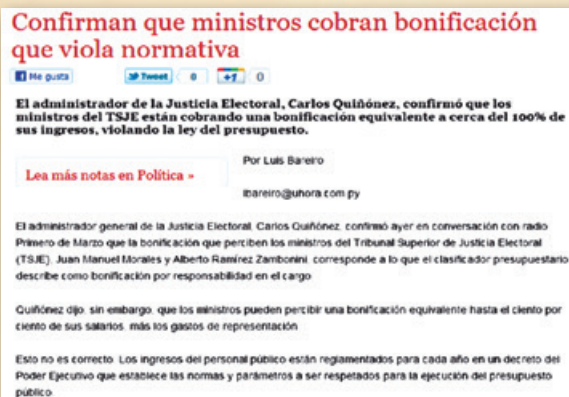 Confirman que ministros cobran bonificación
que viola normativa
Me gusta Tweet 0 +1 0
El administrador de la Justicia Electoral, Carlos Quiñónez, confirmó que los
ministros del TSJE están cobrando una bonificación equivalente a cerca del 100% de
sus ingresos, violando la ley del presupuesto.
Por Luis Bareiro
Lea más notas en Política »
lbareiro@uhora.com.py
El administrador general de la Justicia Electoral, Carlos Quiñónez, confirmó ayer en conversación con radio
Primero de Marzo que la bonificación que perciben los ministros del Tribunal Superior de Justicia Electoral
(TSJE), Juan Manuel Morales y Alberto Ramírez Zambonini, corresponde a lo que el clasificador presupuestario
describe como bonificación por responsabilidad en el cargo
Quiñónez dijo, sin embargo, que los ministros pueden percibir una bonificación equivalente hasta el ciento por
ciento de sus salarios, más los gastos de representación
Esto no es correcto. Los ingresos del personal público están reglamentados para cada año en un decreto del
Poder Ejecutivo que establece las normas y parámetros a ser respetados para la ejecución del presupuesto
público